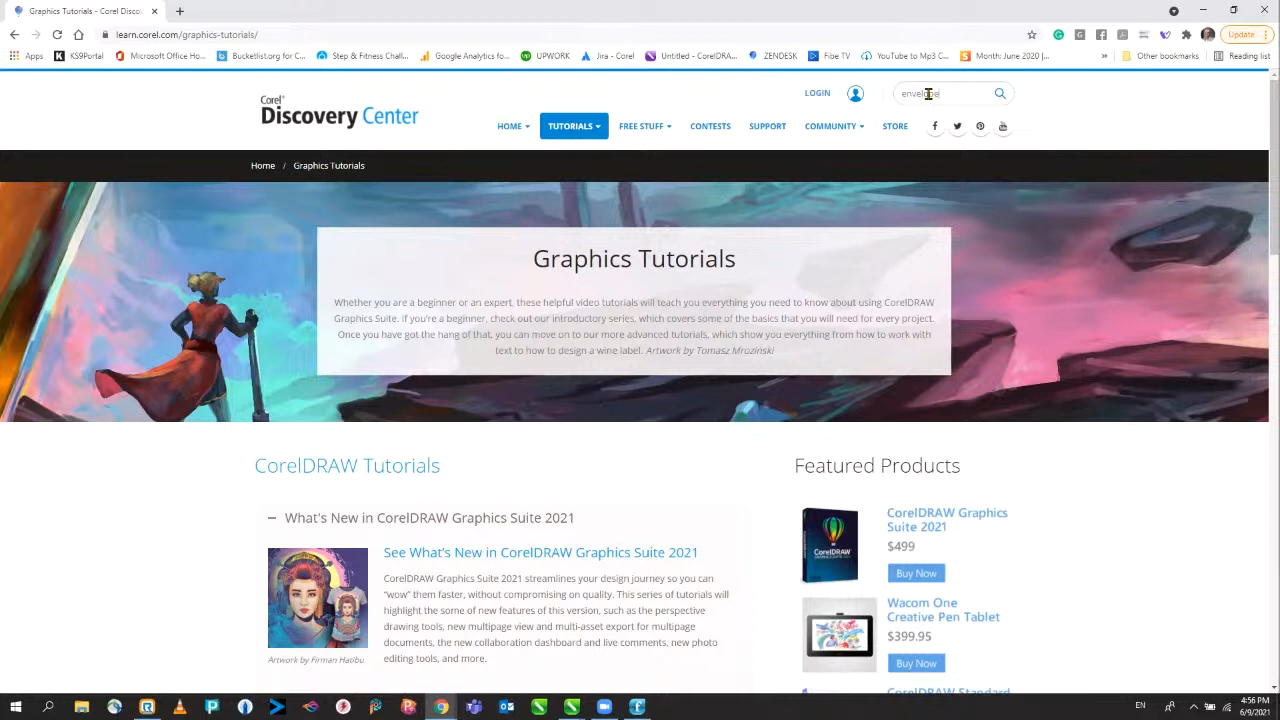 Graphics Tutorials - Corel Discov
learn.corel.com/graphics-tutorials/
Update
Apps
KS9Portal
Microsoft Office Ho...
Bucketlist.org for C...
Step & Fitness Chall...
Google Analytics fo...
UPWORK
Jira - Corel
Untitled - CorelDRA...
ZENDESK
Fibe TV
YouTube to Mp3 C...
Month: June 2020 |...
Other bookmarks
Reading list
Corel
Discovery Center
LOGIN
envelope
HOME
TUTORIALS
FREE STUFF
CONTESTS
SUPPORT
COMMUNITY
STORE
Home / Graphics Tutorials
Graphics Tutorials
Whether you are a beginner or an expert, these helpful video tutorials will teach you everything you need to know about using CorelDRAW
Graphics Suite. if you're a beginner, check out our introductory series, which covers some of the basics that you will need for every project.
Once you have got the hang of that, you can move on to our more advanced tutorials, which show you everything from how to work with
text to how to design a wine label. Artwork by Tomasz Mrozinski
CorelDRAW Tutorials
What's New in CorelDRAW Graphics Suite 2021
See What's New in CorelDRAW Graphics Suite 2021
CorelDRAW Graphics Suite 2021 streamlines your design journey so you can
"wow" them faster, without compromising on quality. This series of tutorials will
highlight the some of new features of this version, such as the perspective
drawing tools, new multipage view and multi-asset export for multipage
documents, the new collaboration dashboard and live comments, new photo
editing tools, and more.
Artwork by Firman Hatibu
Featured Products
CorelDRAW Graphics
Suite 2021
$499
Buy Now
CorelDRAW
Wacom One
Creative Pen Tablet
$399.95
Buy Now
CorelDRAW Standard
EN
4:56 PM
6/9/2021